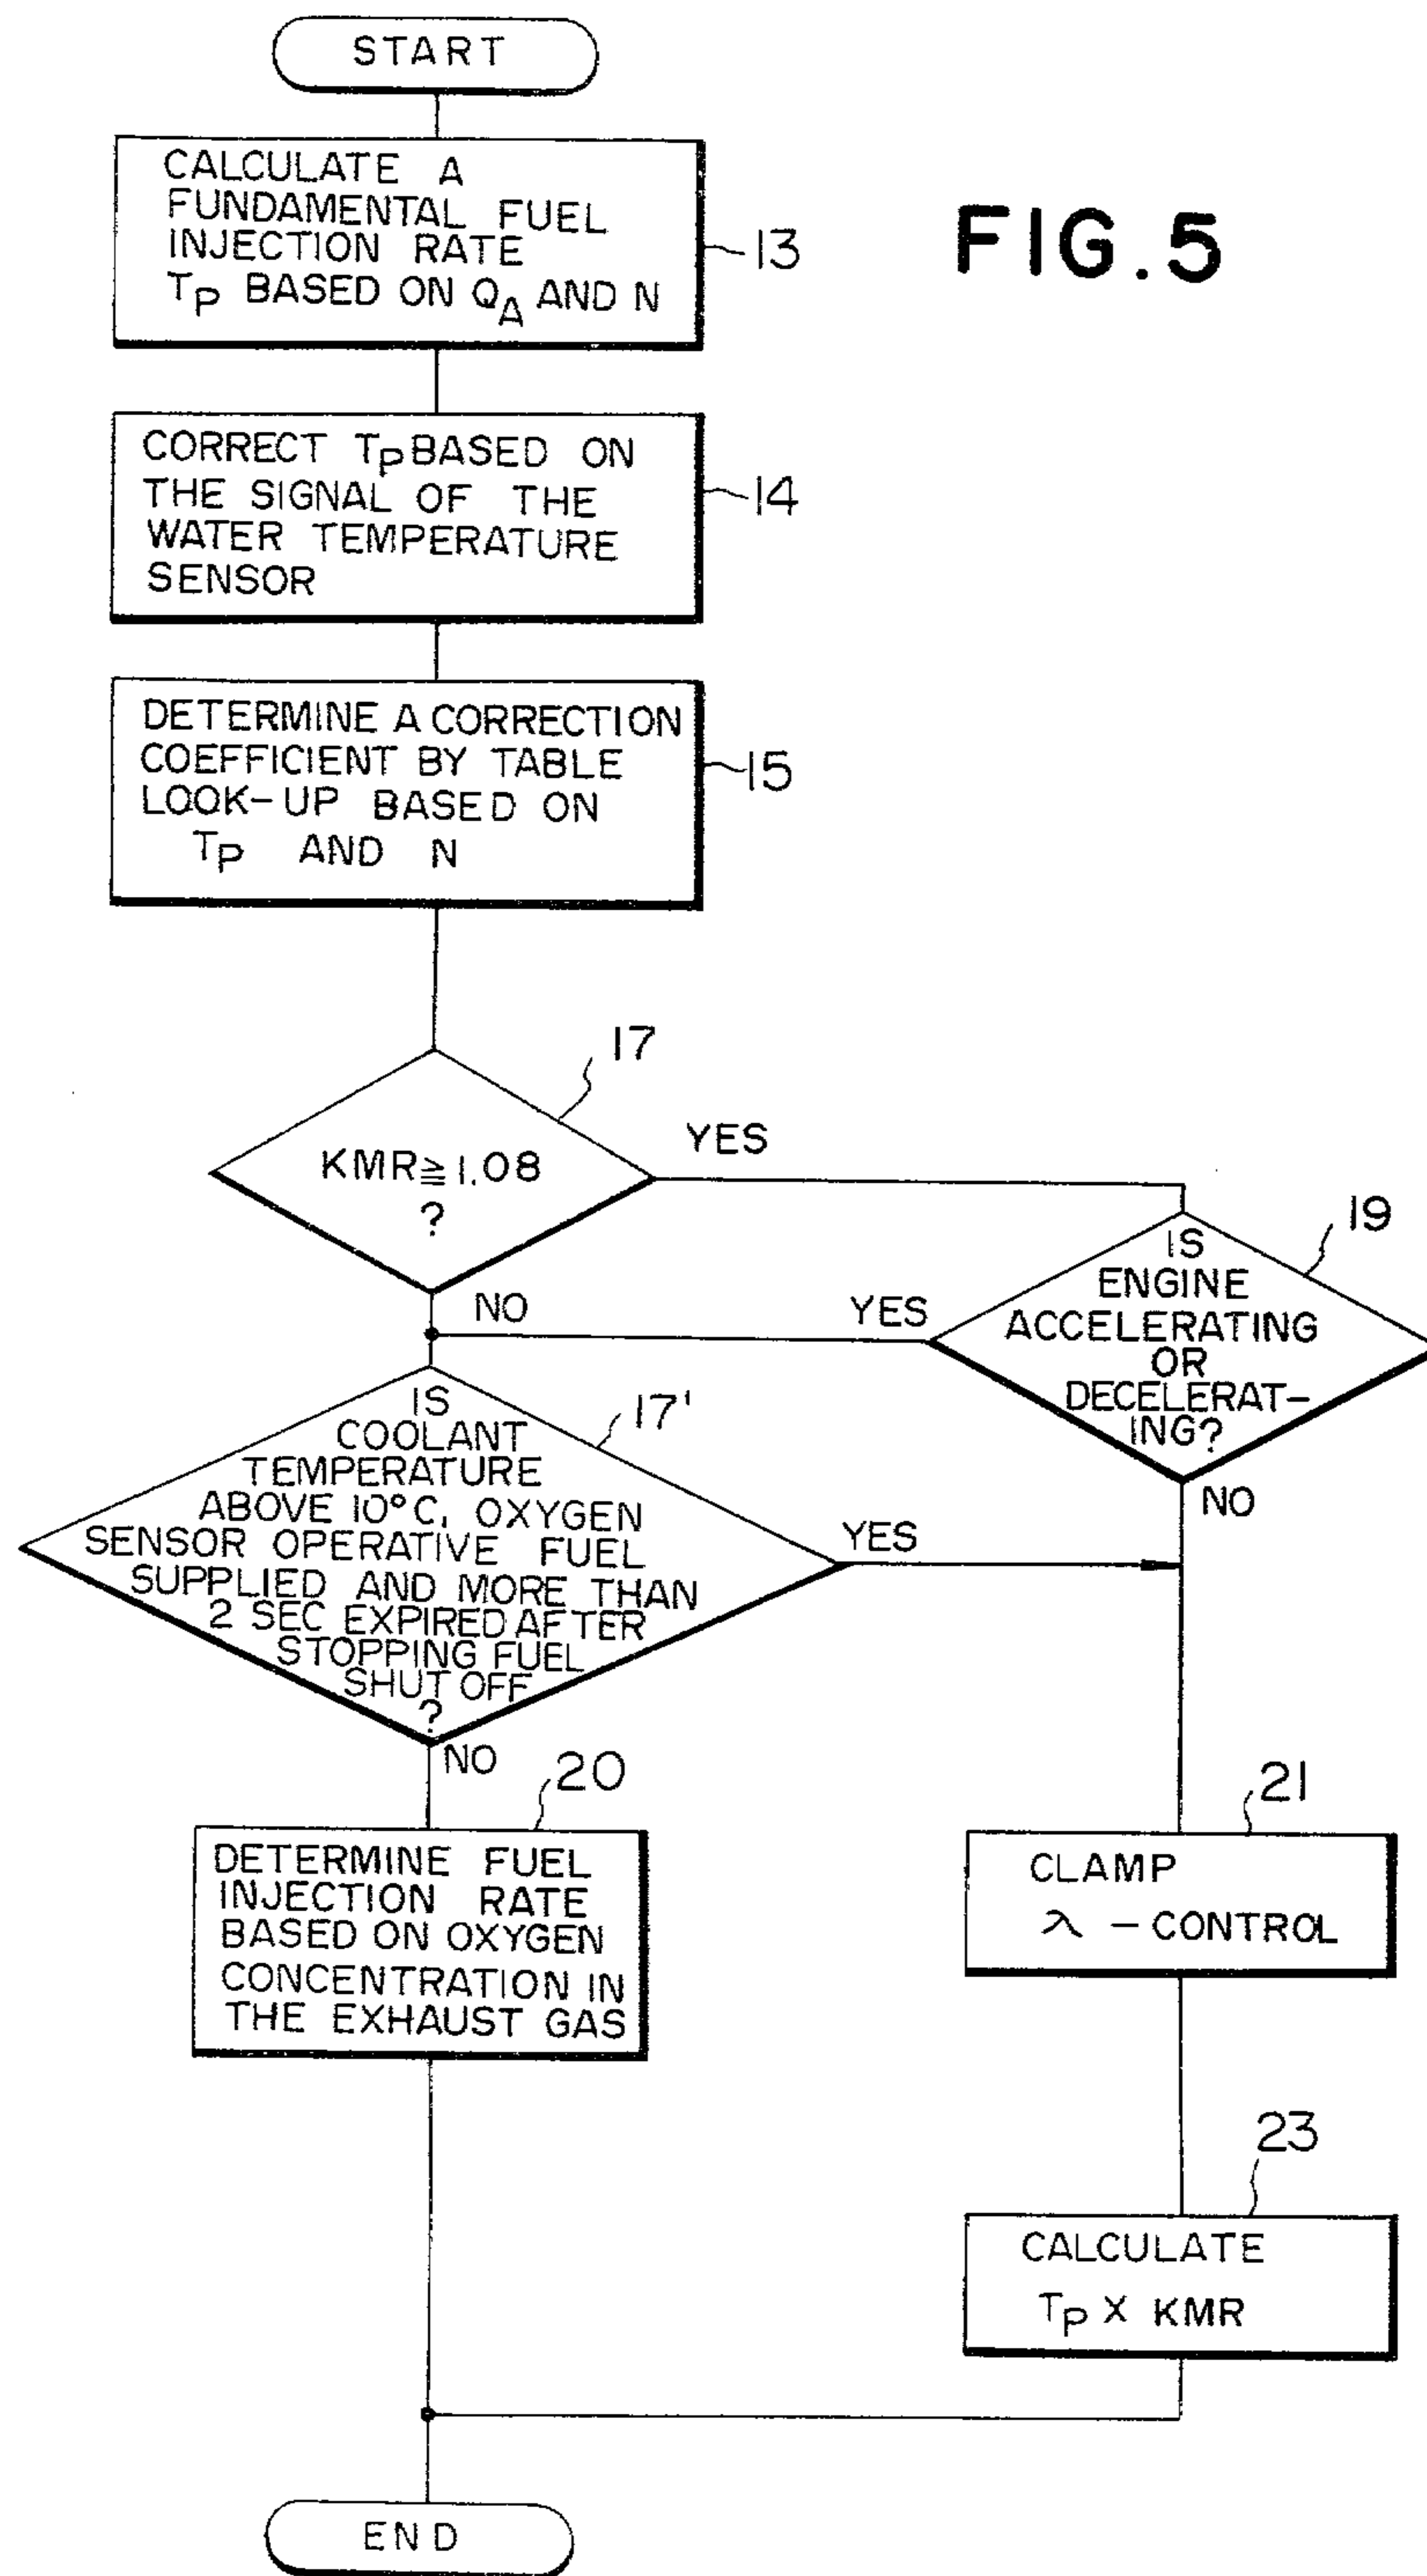 START
CALCULATE A
FUNDAMENTAL FUEL
INJECTION RATE
TP BASED ON QA AND N
13
FIG.5
CORRECT TP BASED ON
THE SIGNAL OF THE
WATER TEMPERATURE
SENSOR
14
DETERMINE A CORRECTION
COEFFICIENT BY TABLE
LOOK-UP BASED ON
TP AND N
15
17
KMR≧1.08
?
YES
NO
19
IS
ENGINE
ACCELERATING
OR
DECELERAT-
ING?
YES
NO
17'
IS
COOLANT
TEMPERATURE
ABOVE 10°C, OXYGEN
SENSOR OPERATIVE FUEL
SUPPLIED AND MORE THAN
2 SEC EXPIRED AFTER
STOPPING FUEL
SHUT OFF
?
YES
NO
20
DETERMINE FUEL
INJECTION RATE
BASED ON OXYGEN
CONCENTRATION IN
THE EXHAUST GAS
21
CLAMP
λ -CONTROL
23
CALCULATE
TP X KMR
END